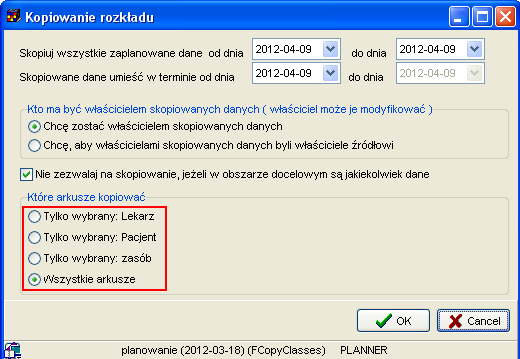 Kopiowanie rozkładu
Skopiuj wszystkie zaplanowane dane od dnia 2012-04-09 do dnia 2012-04-09
Skopiowane dane umieść w terminie od dnia 2012-04-09 do dnia 2012-04-09
Kto ma być właścicielem skopiowanych danych ( właściciel może je modyfikować )
Chcę zostać właścicielem skopiowanych danych
Chcę, aby właścicielami skopiowanych danych byli właściciele źródłowi
Nie zezwalaj na skopiowanie, jeżeli w obszarze docelowym są jakiekolwiek dane
Które arkusze kopiować
Tylko wybrany: Lekarz
Tylko wybrany: Pacjent
Tylko wybrany: zasób
Wszystkie arkusze
OK Cancel
planowanie (2012-03-18) (FCopyClasses) PLANNER